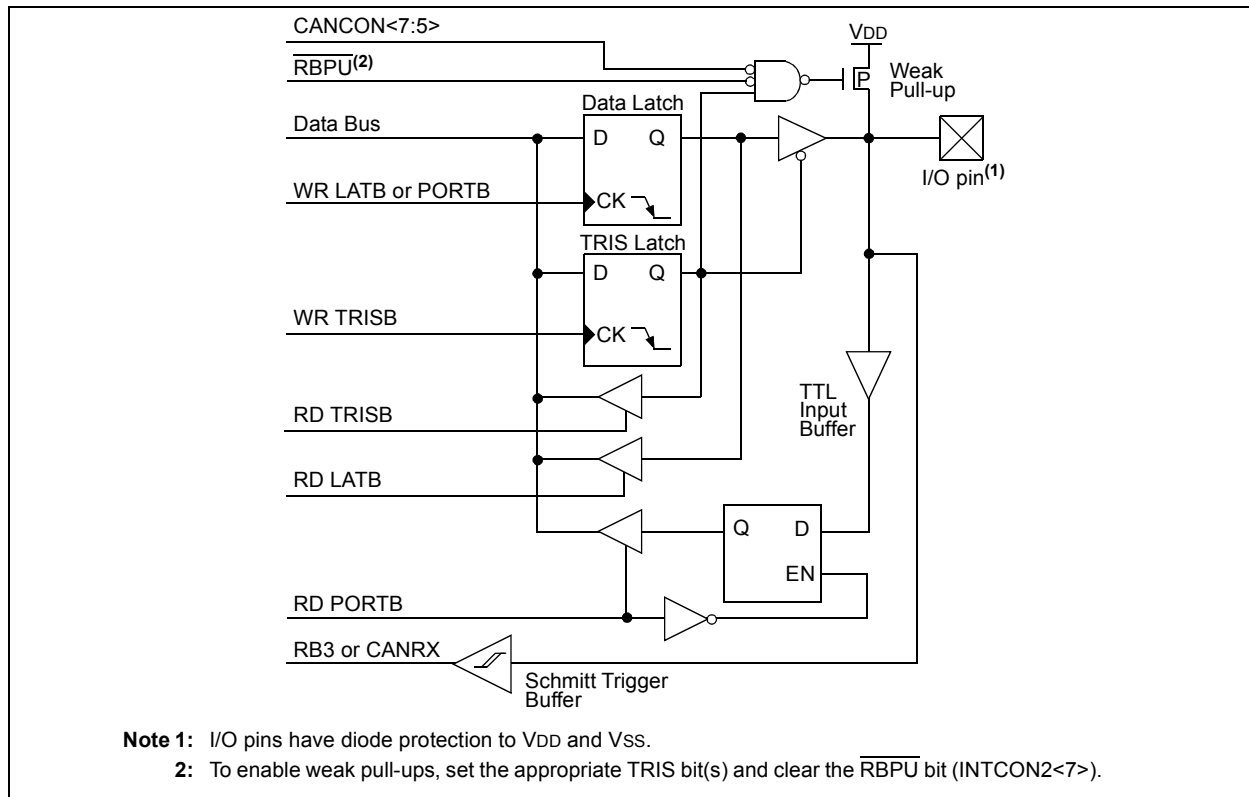 CANCON<7:5>
RBPU(2)
VDD
P
Weak
Pull-up
Data Latch
Data Bus
D Q
I/O pin(1)
WR LATB or PORTB
CK
TRIS Latch
D Q
WR TRISB
CK
TTL
Input
Buffer
RD TRISB
RD LATB
Q D
EN
RD PORTB
RB3 or CANRX
Schmitt Trigger
Buffer
Note 1: I/O pins have diode protection to VDD and VSS.
2: To enable weak pull-ups, set the appropriate TRIS bit(s) and clear the RBPU bit (INTCON2<7>).